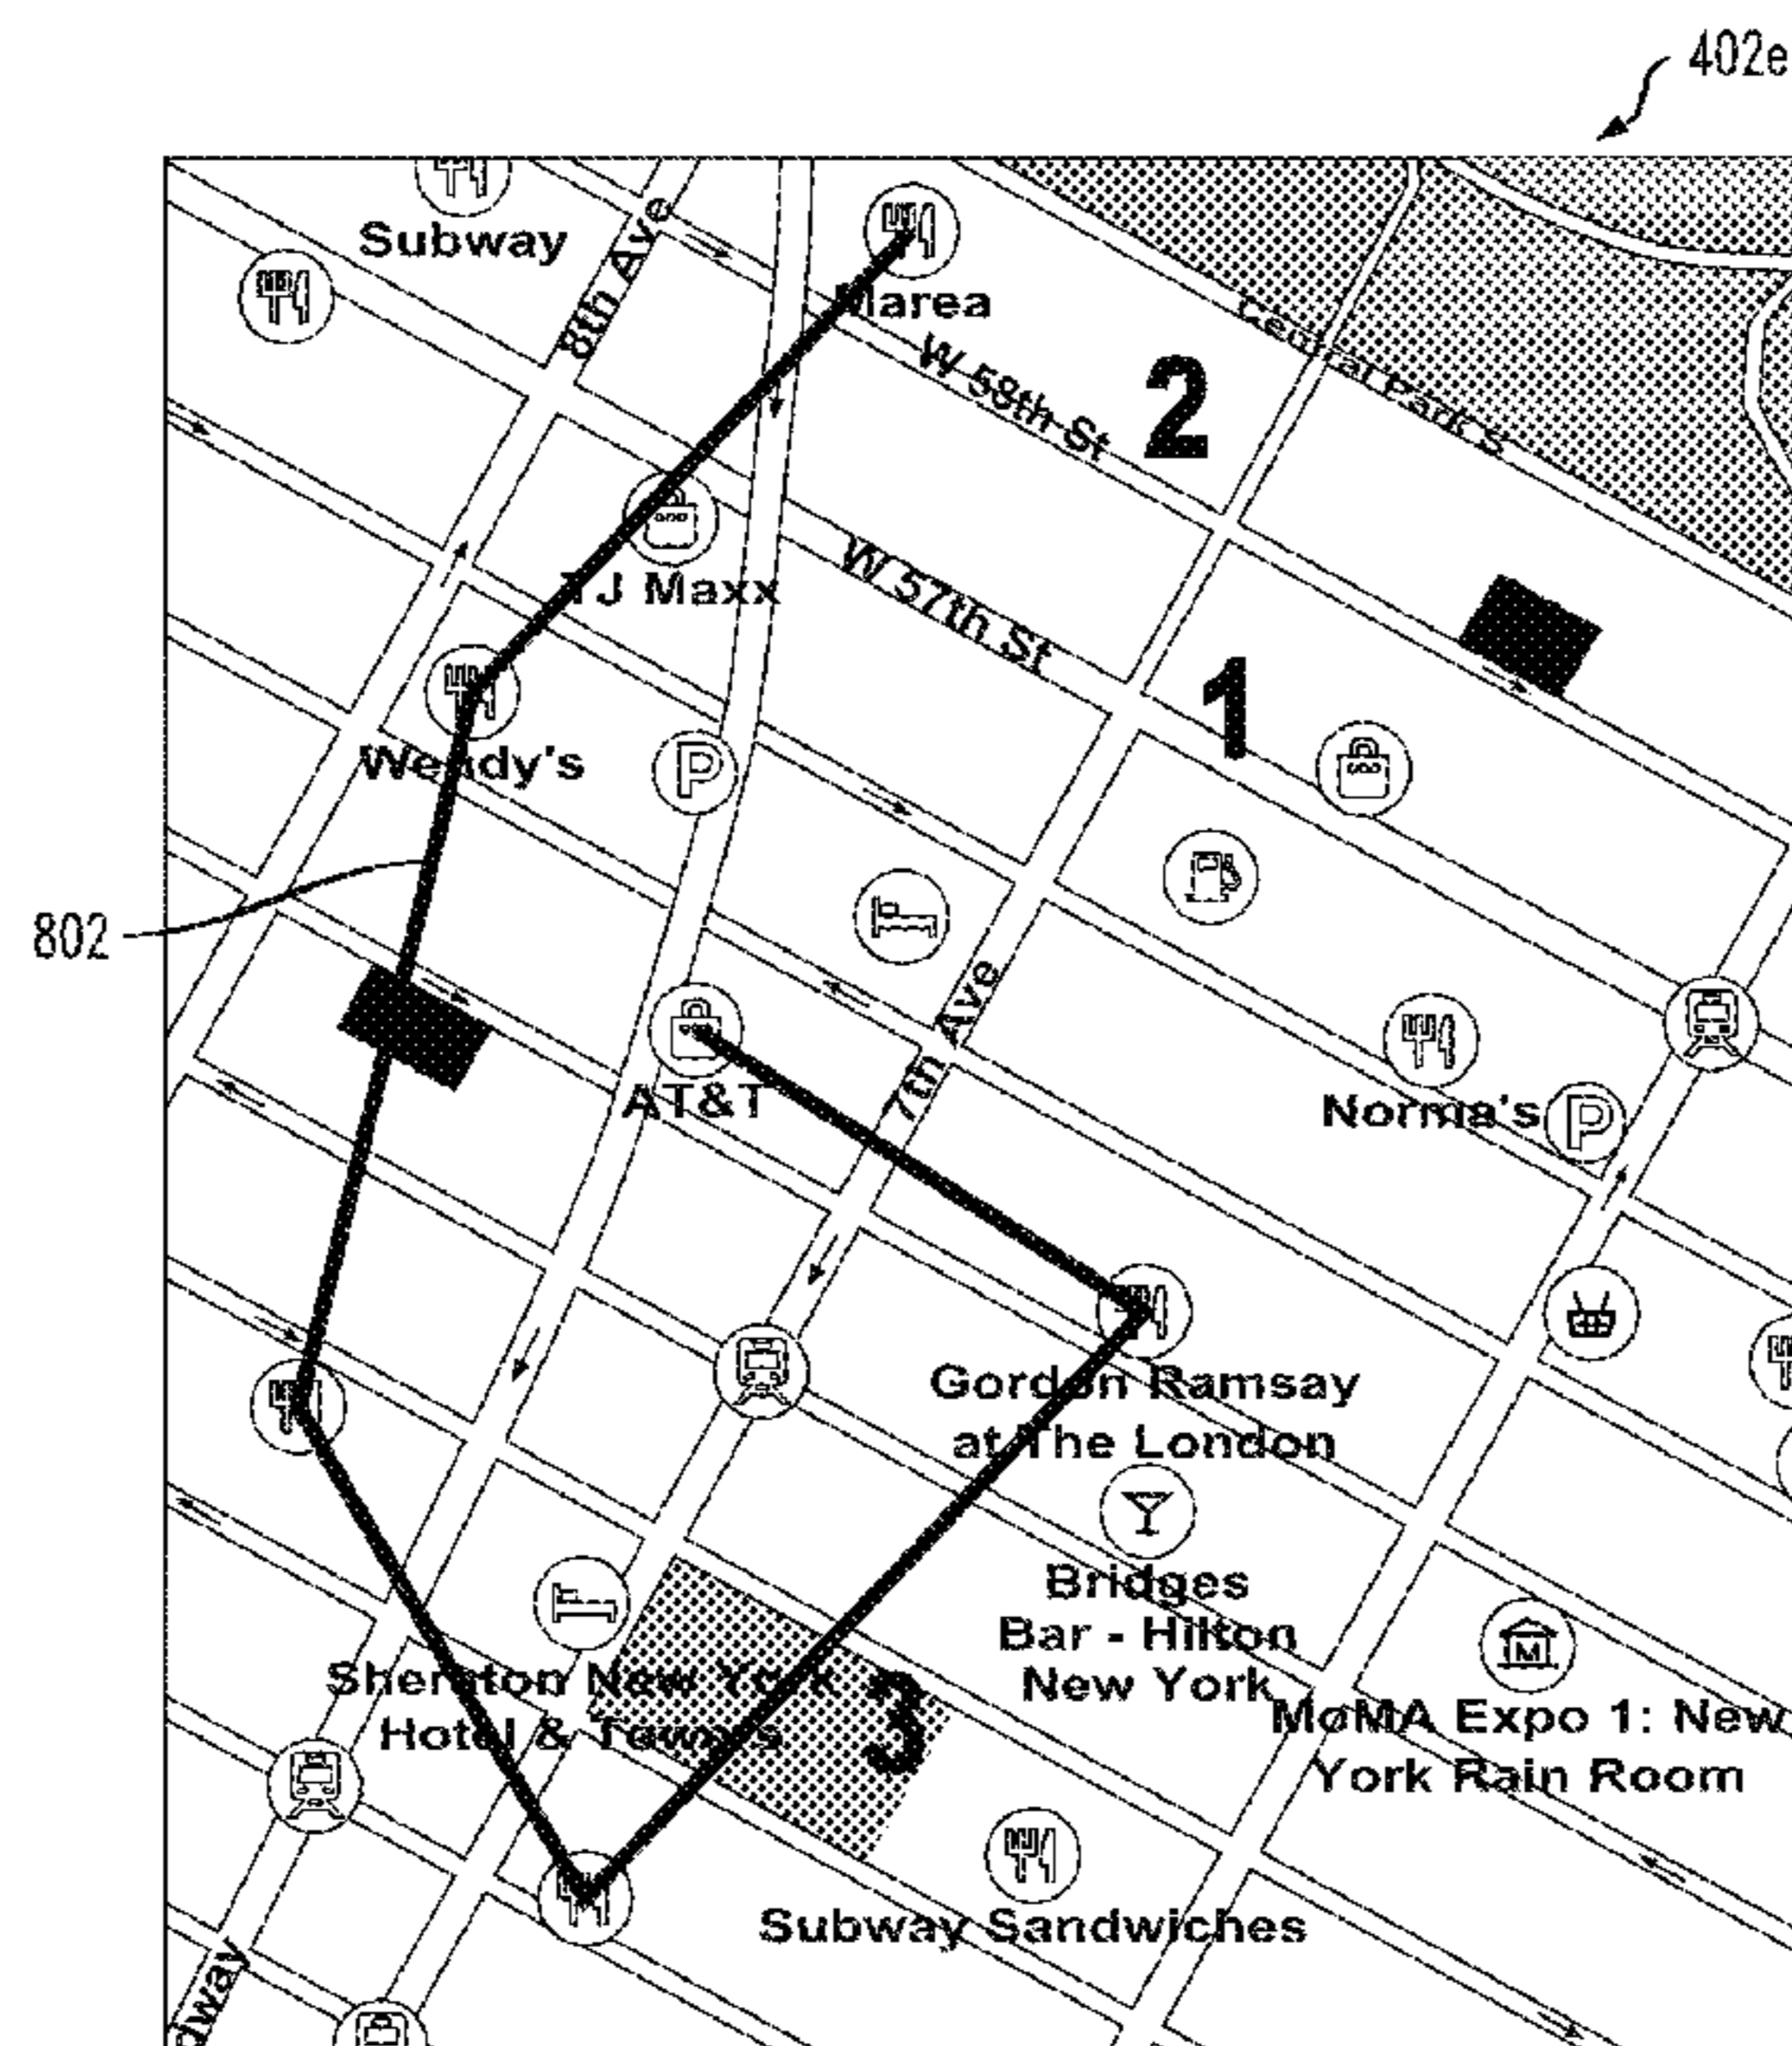 402e
Subway
8th Ave
Marea
Central Park S
W 58th St
2
TJ Maxx
W 57th St
1
Wendy's
P
802
7th Ave
AT&T
Norma's
P
Gordon Ramsay
at The London
Bridges
Bar - Hilton
New York
Sheraton New York
Hotel & Towers
3
M
MoMA Expo 1: New
York Rain Room
Subway Sandwiches
dway